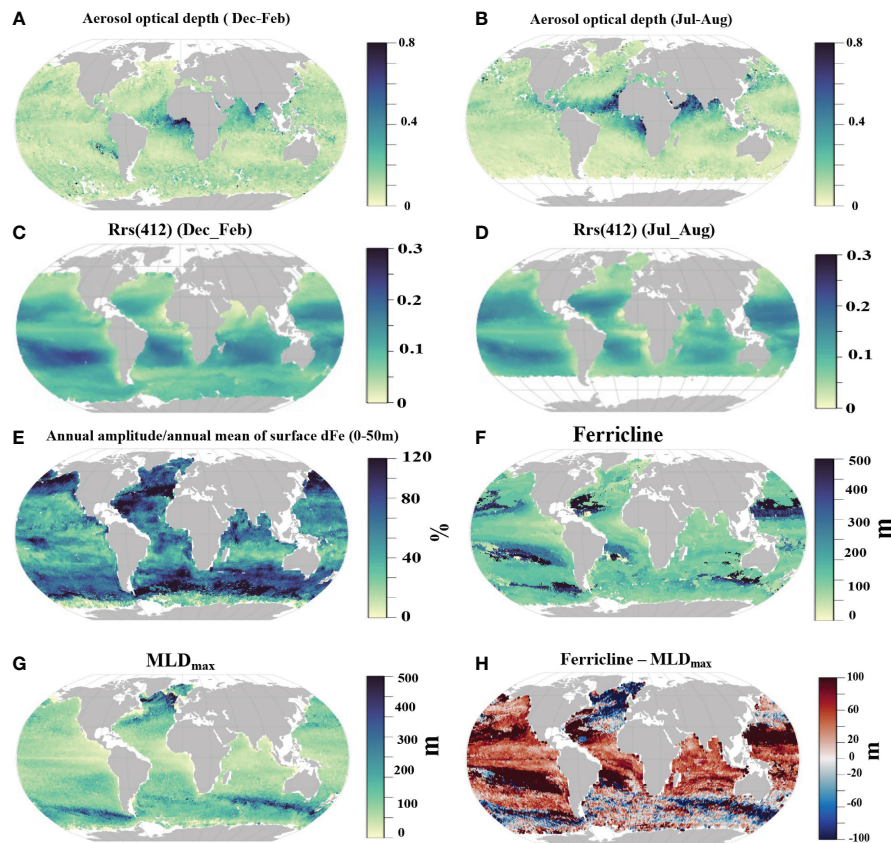 A
Aerosol optical depth ( Dec-Feb)
0.8
0.4
0
B
Aerosol optical depth (Jul-Aug)
0.8
0.4
0
C
Rrs(412) (Dec_Feb)
0.3
0.2
0.1
0
D
Rrs(412) (Jul_Aug)
0.3
0.2
0.1
0
E
Annual amplitude/annual mean of surface dFe (0-50m)
120
80
40
0
%
F
Ferricline
500
400
300
200
100
0
m
G
MLDmax
500
400
300
200
100
0
m
H
Ferricline – MLDmax
100
80
60
40
20
0
-20
-40
-60
-80
-100
m